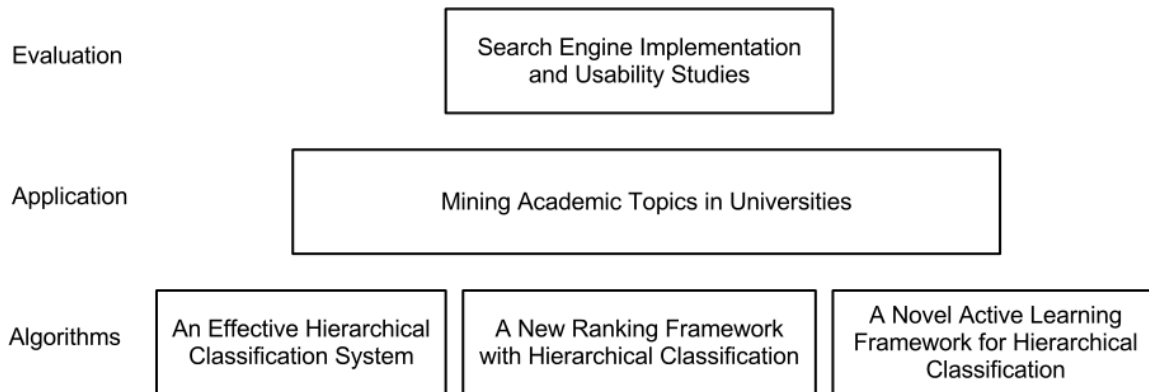 Evaluation
Search Engine Implementation
and Usability Studies
Application
Mining Academic Topics in Universities
Algorithms
An Effective Hierarchical
Classification System
A New Ranking Framework
with Hierarchical Classification
A Novel Active Learning
Framework for Hierarchical
Classification